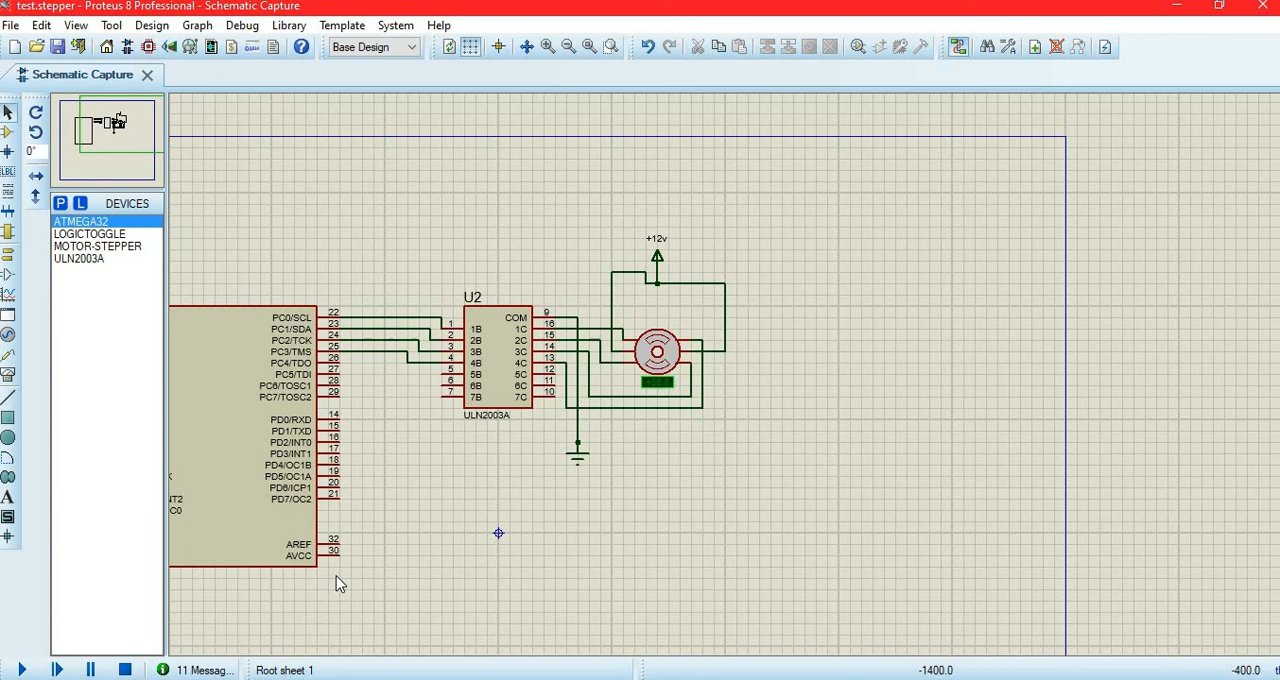 test.stepper - Proteus 8 Professional - Schematic Capture
File Edit View Tool Design Graph Debug Library Template System Help
Base Design
Schematic Capture
0°
LBL
P L DEVICES
ATMEGA32
LOGICTOGGLE
MOTOR-STEPPER
ULN2003A
A
S
+12v
U2
PC0/SCL 22
PC1/SDA 23
PC2/TCK 24
PC3/TMS 25
PC4/TDO 26
PC5/TDI 27
PC6/TOSC1 28
PC7/TOSC2 29
PD0/RXD 14
PD1/TXD 15
PD2/INT0 16
PD3/INT1 17
PD4/OC1B 18
PD5/OC1A 19
PD6/ICP1 20
PD7/OC2 21
NT2
C0
AREF 32
AVCC 30
COM 9
1 1B 1C 16
2 2B 2C 15
3 3B 3C 14
4 4B 4C 13
5 5B 5C 12
6 6B 6C 11
7 7B 7C 10
ULN2003A
11 Messag... Root sheet 1 -1400.0 -400.0 th